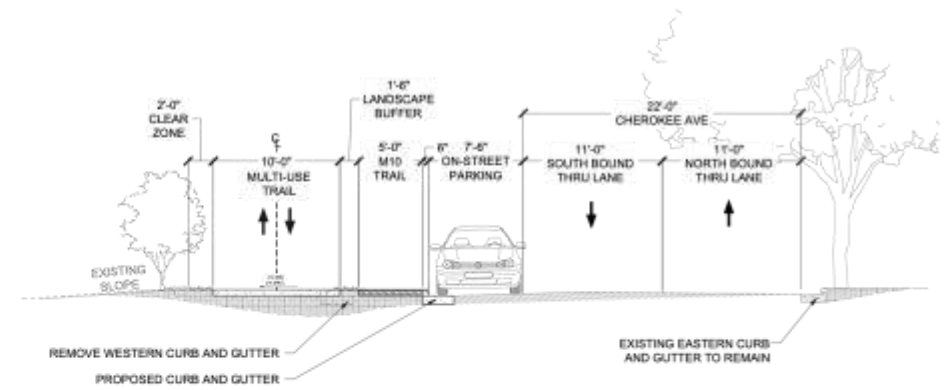 1'-6"
LANDSCAPE
BUFFER
2'-0"
CLEAR
ZONE
22'-0"
CHEROKEE AVE
10'-0"
MULTI-USE
TRAIL
5'-0"
M10
TRAIL
6"
7'-6"
ON-STREET
PARKING
11'-0"
SOUTH BOUND
THRU LANE
11'-0"
NORTH BOUND
THRU LANE
EXISTING
SLOPE
REMOVE WESTERN CURB AND GUTTER
PROPOSED CURB AND GUTTER
EXISTING EASTERN CURB
AND GUTTER TO REMAIN